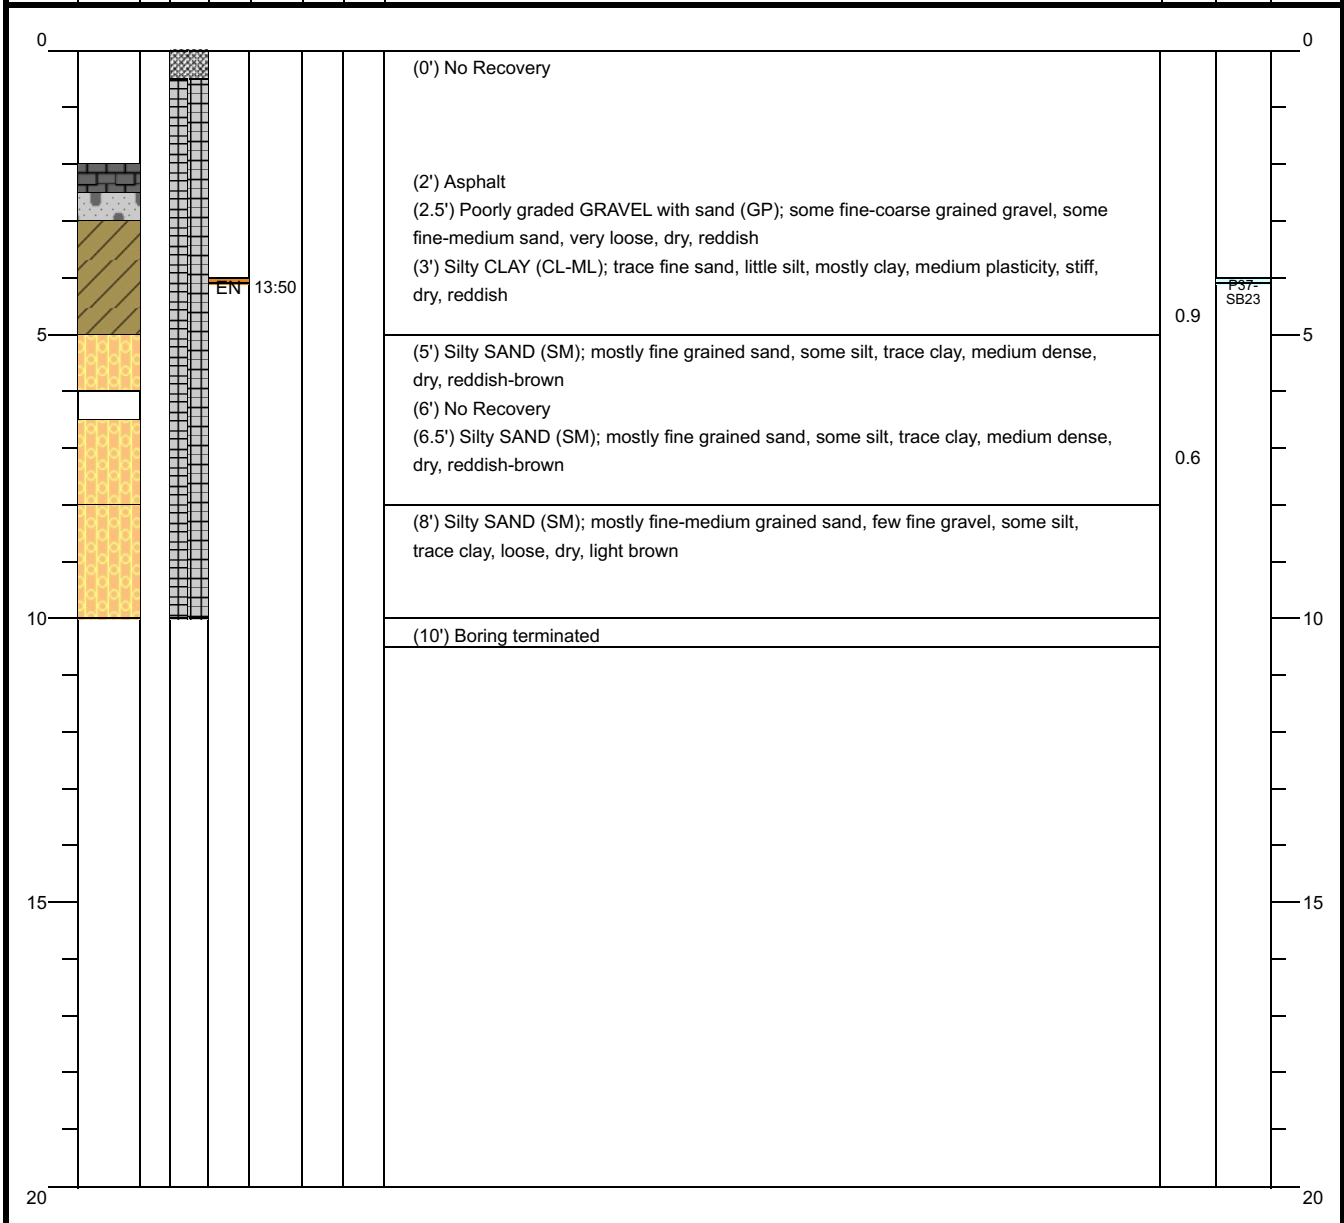 0
0
(0') No Recovery
(2') Asphalt
(2.5') Poorly graded GRAVEL with sand (GP); some fine-coarse grained gravel, some
fine-medium sand, very loose, dry, reddish
(3') Silty CLAY (CL-ML); trace fine sand, little silt, mostly clay, medium plasticity, stiff,
dry, reddish
EN
13:50
P37-
SB23
0.9
5
5
(5') Silty SAND (SM); mostly fine grained sand, some silt, trace clay, medium dense,
dry, reddish-brown
(6') No Recovery
(6.5') Silty SAND (SM); mostly fine grained sand, some silt, trace clay, medium dense,
dry, reddish-brown
0.6
(8') Silty SAND (SM); mostly fine-medium grained sand, few fine gravel, some silt,
trace clay, loose, dry, light brown
10
10
(10') Boring terminated
15
15
20
20